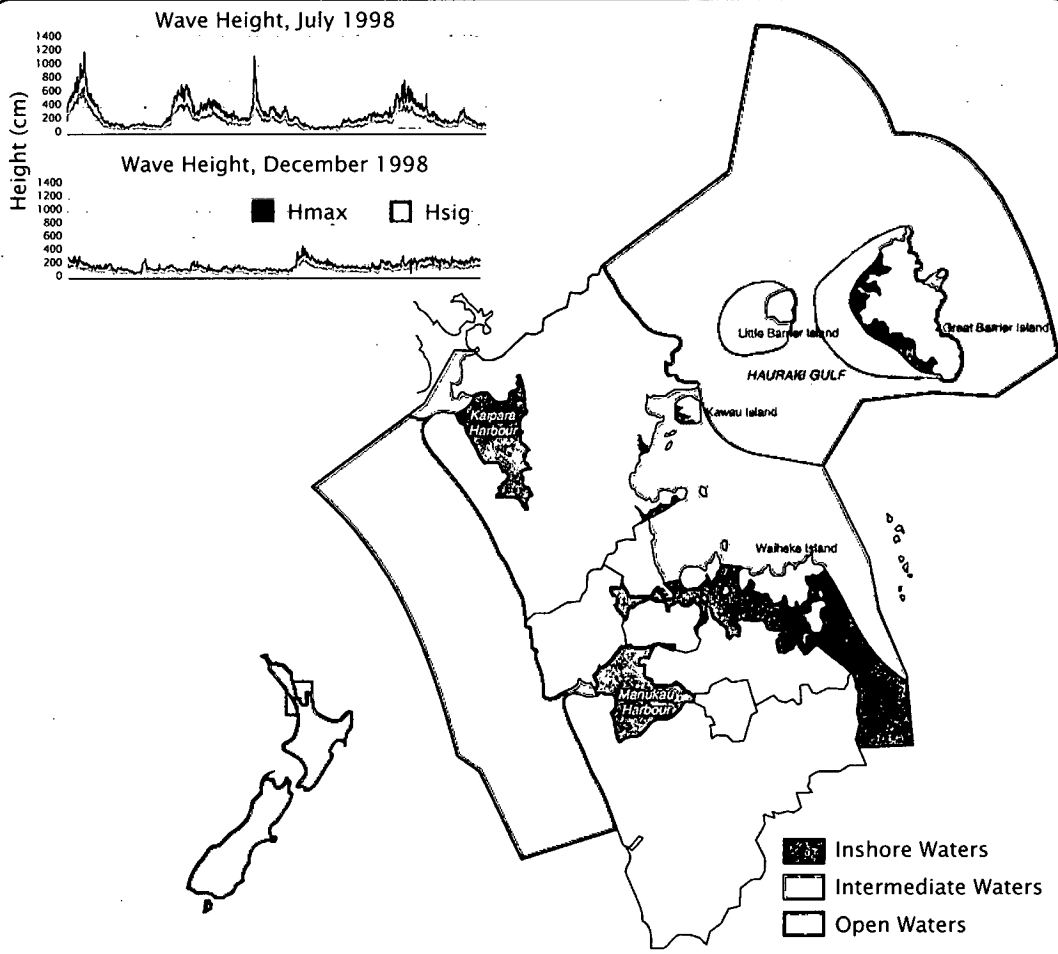 Wave Height, July 1998
1400
1200
1000
800
600
400
200
0
Height (cm)
Wave Height, December 1998
1400
1200
1000
800
600
400
200
0
Hmax
Hsig
Little Barrier Island
Great Barrier Island
HAURAKI GULF
Kawau Island
Kaipara
Harbour
Waiheke Island
Manukau
Harbour
Inshore Waters
Intermediate Waters
Open Waters